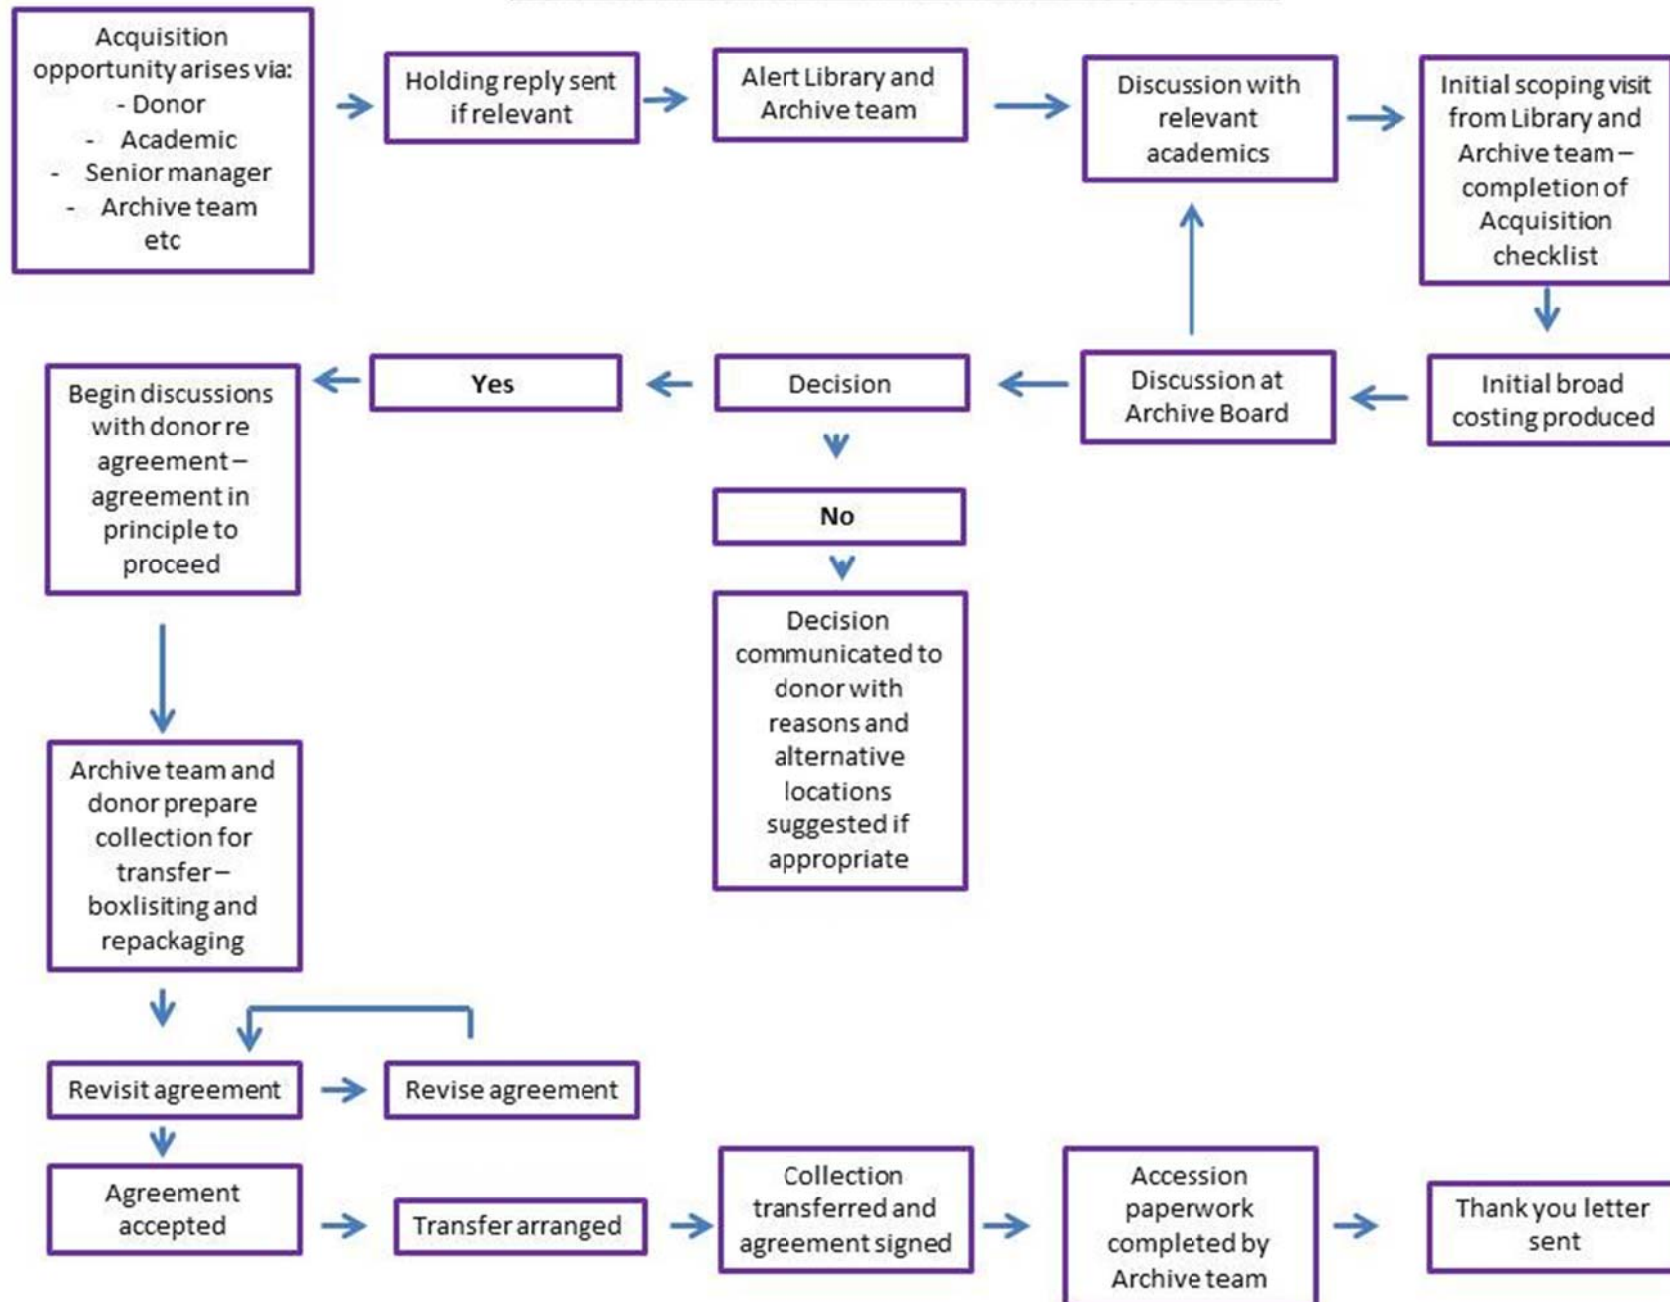 Acquisition
opportunity arises via:
- Donor
- Academic
- Senior manager
- Archive team
etc
Holding reply sent
if relevant
Alert Library and
Archive team
Discussion with
relevant
academics
Initial scoping visit
from Library and
Archive team –
completion of
Acquisition
checklist
Begin discussions
with donor re
agreement –
agreement in
principle to
proceed
Yes
Decision
Discussion at
Archive Board
Initial broad
costing produced
No
Decision
communicated to
donor with
reasons and
alternative
locations
suggested if
appropriate
Archive team and
donor prepare
collection for
transfer –
boxlisiting and
repackaging
Revisit agreement
Revise agreement
Agreement
accepted
Transfer arranged
Collection
transferred and
agreement signed
Accession
paperwork
completed by
Archive team
Thank you letter
sent